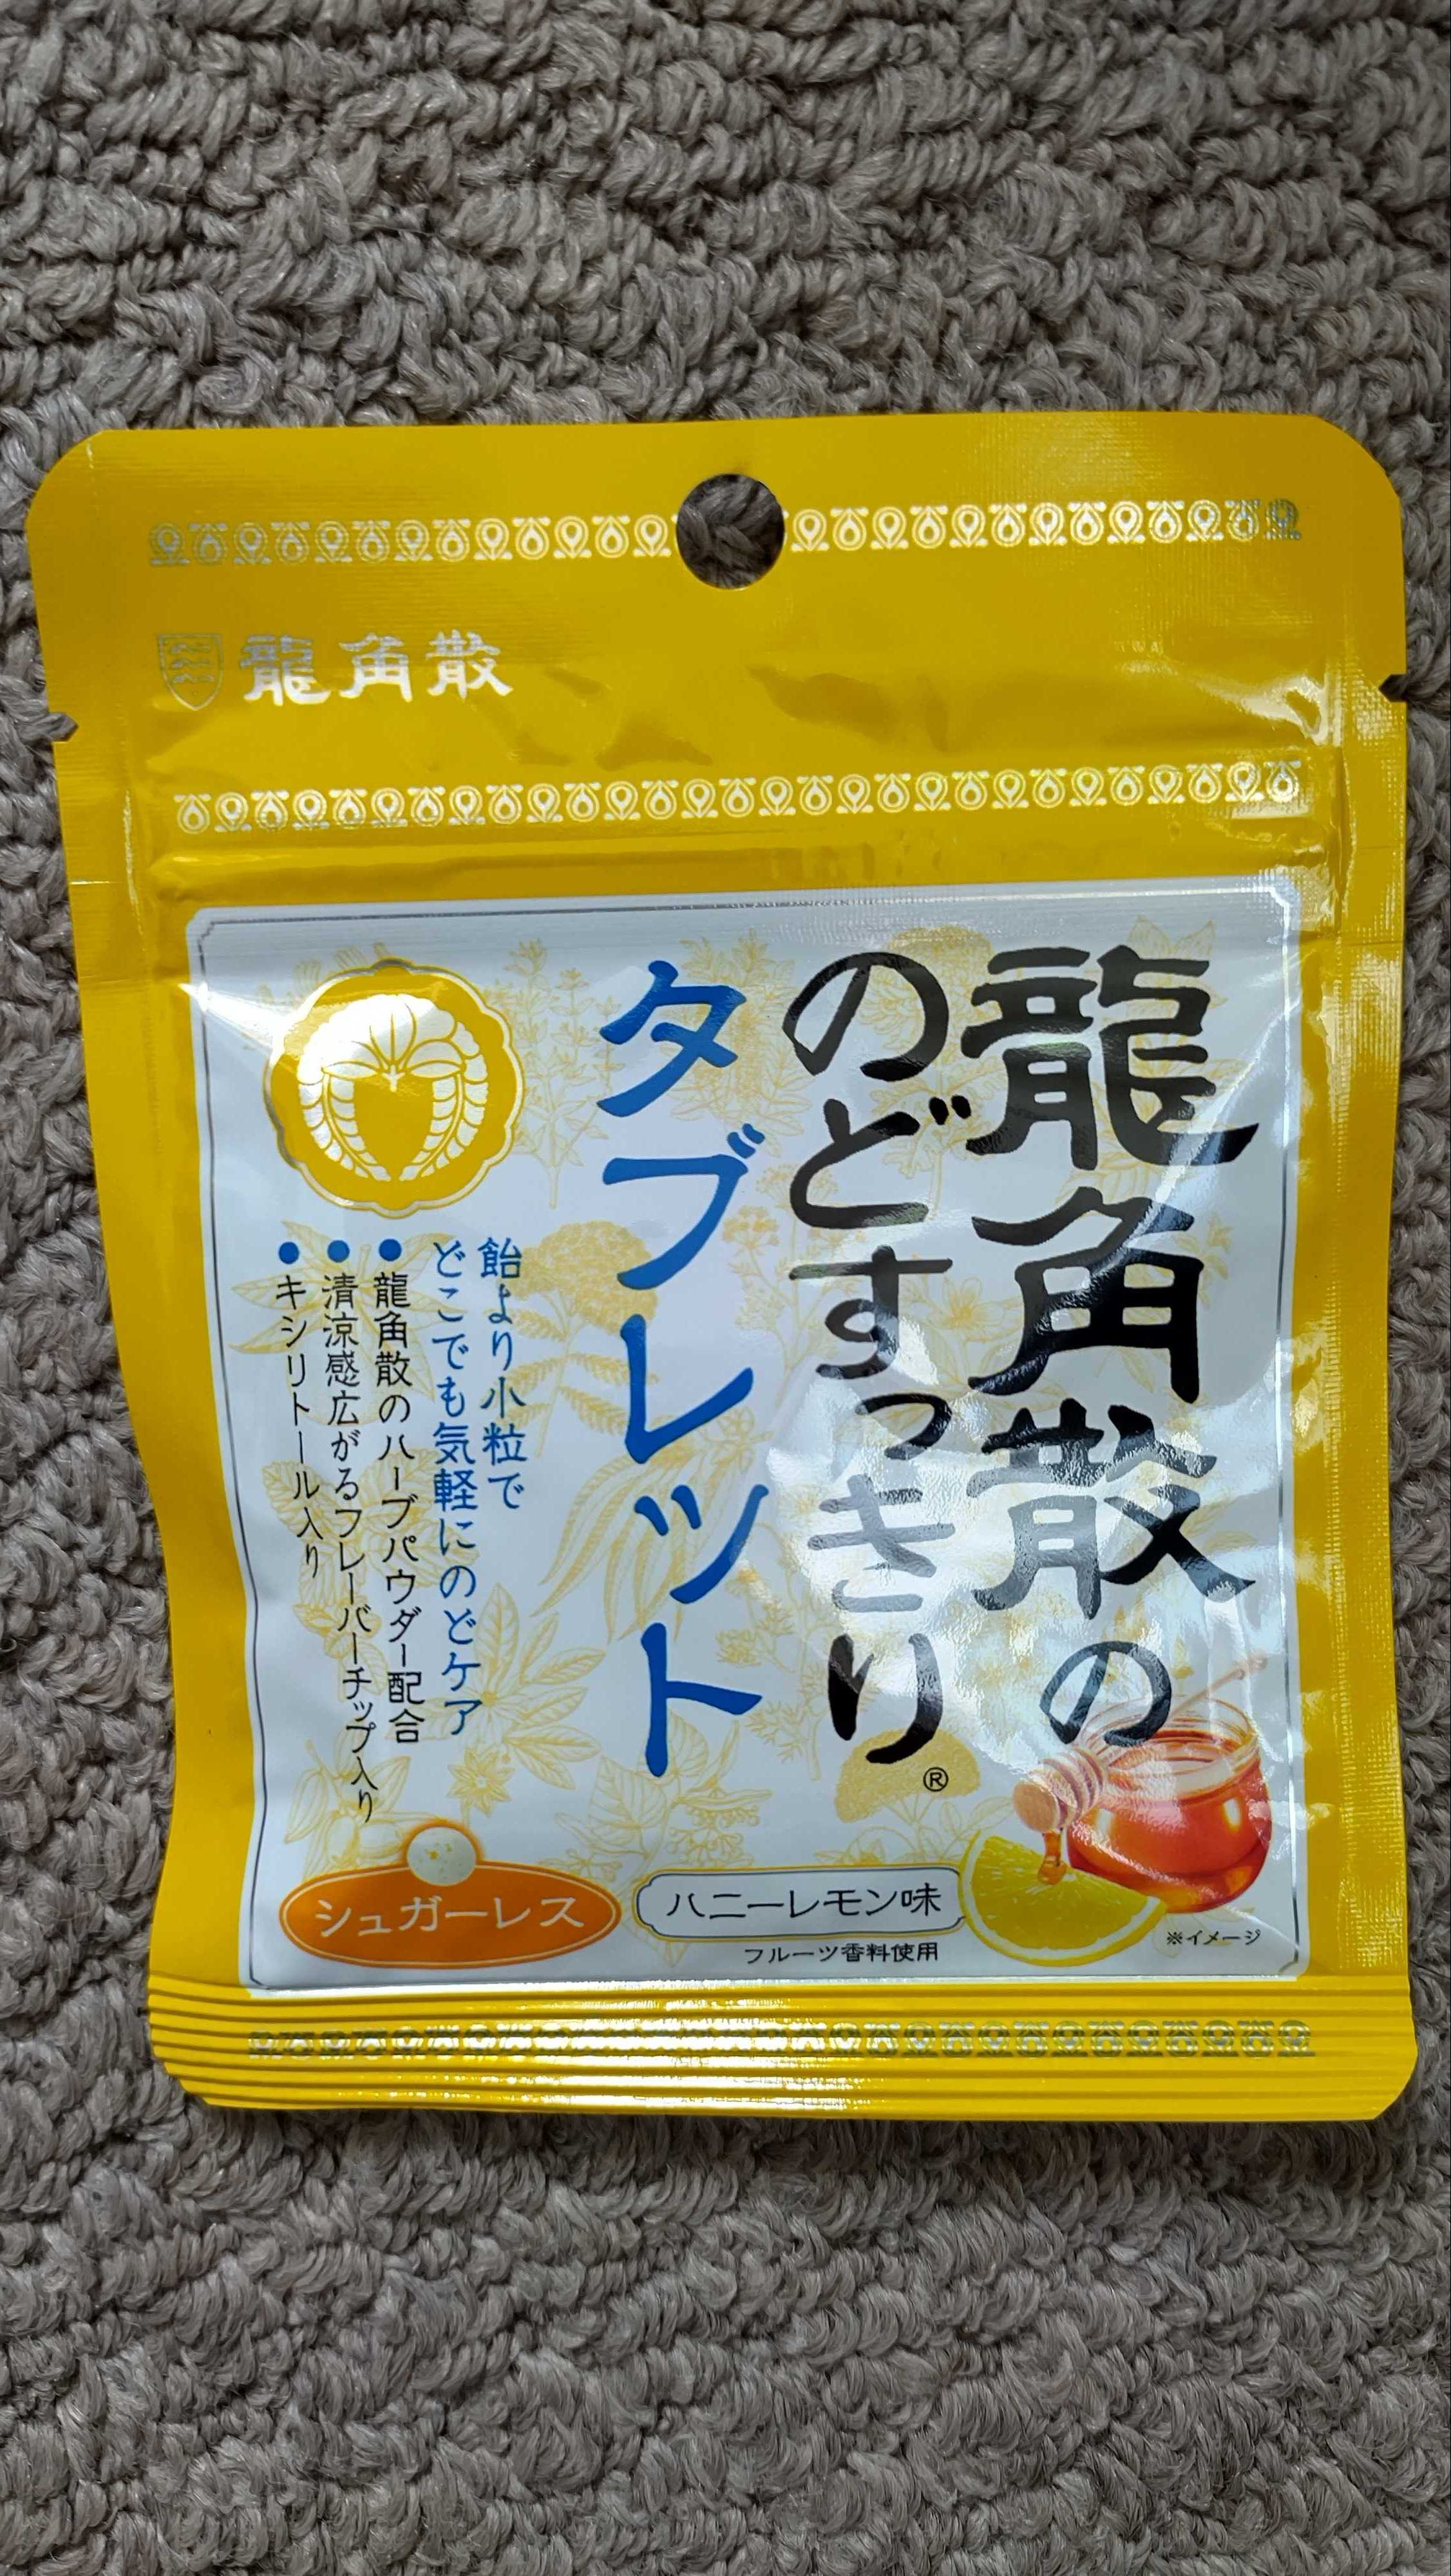 龍角散
龍角散の
のどすっきり®
タブレット
飴より小粒で
どこでも気軽にのどケア
●龍角散のハーブパウダー配合
●清涼感広がるフレーバーチップ入り
●キシリトール入り
シュガーレス
ハニーレモン味
フルーツ香料使用
※イメージ